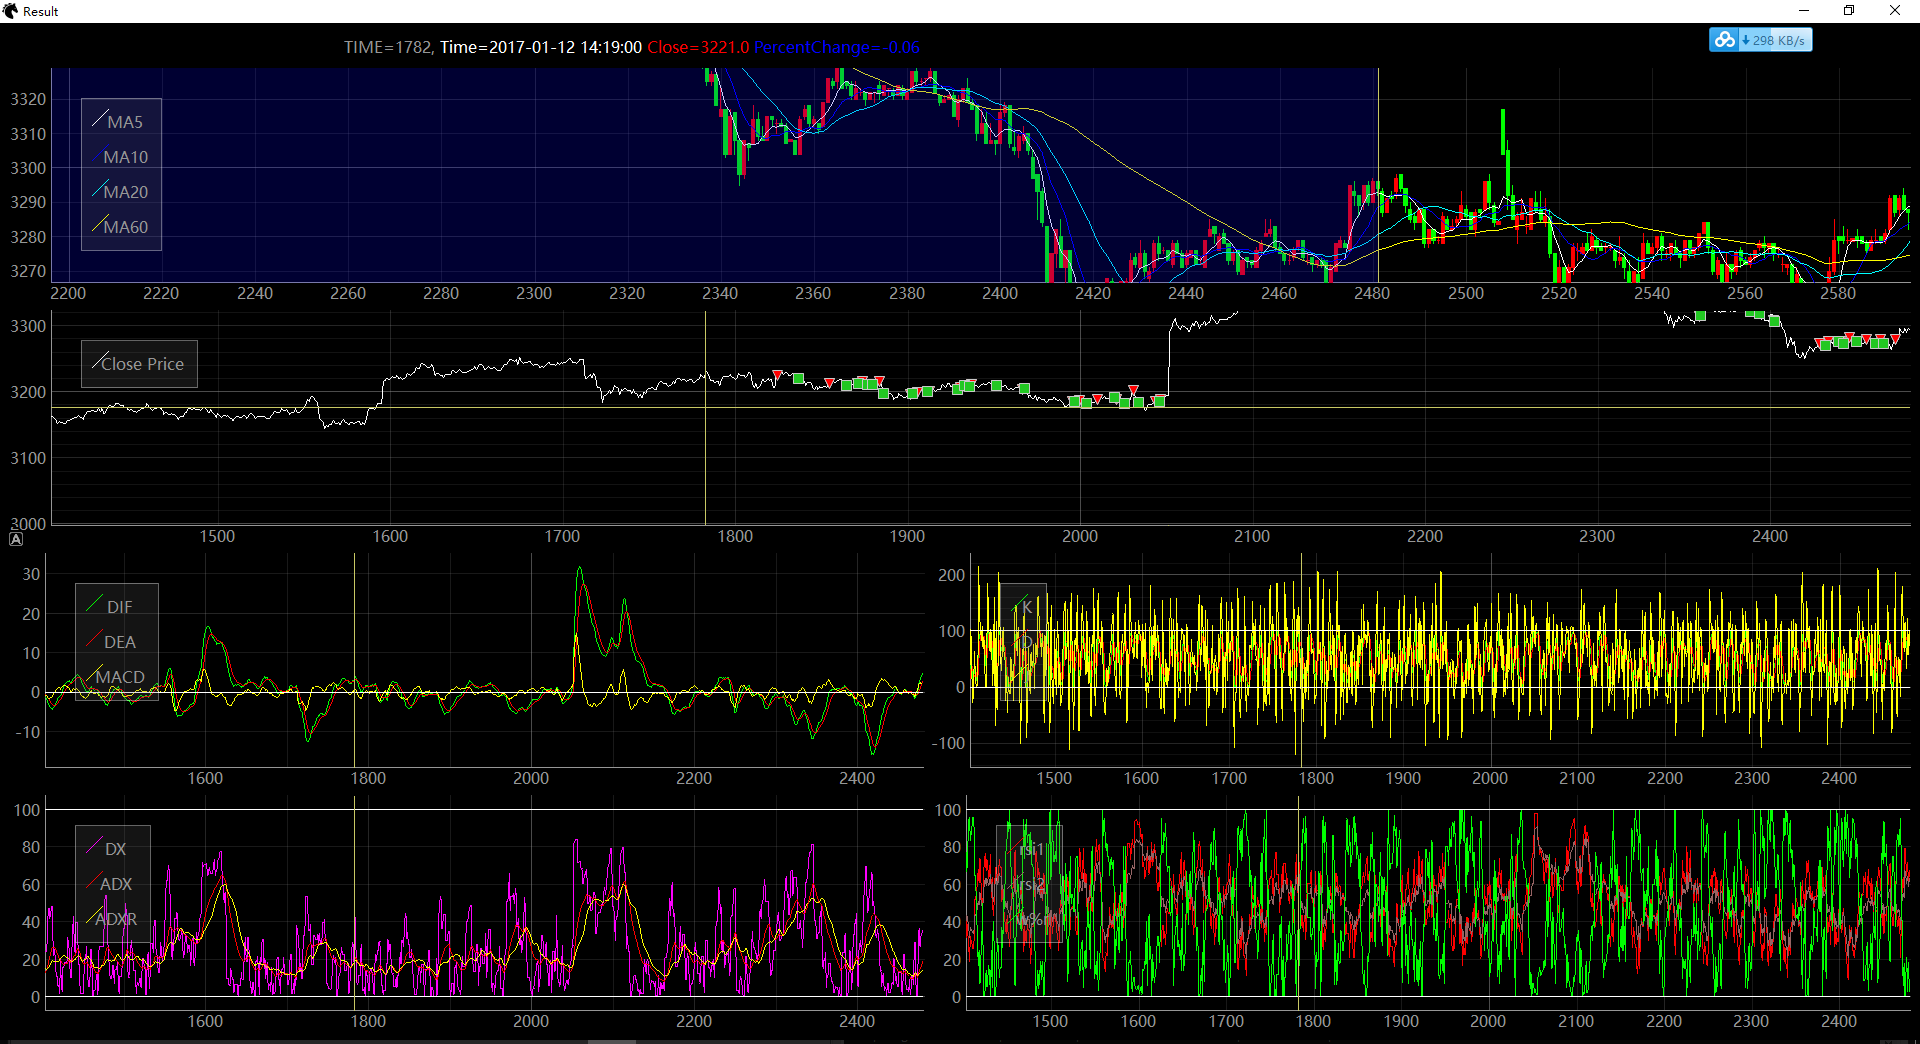 Result
TIME=1782, Time=2017-01-12 14:19:00 Close=3221.0 PercentChange=-0.06
298 KB/s
3320
3310
3300
3290
3280
3270
MA5
MA10
MA20
MA60
2200 2220 2240 2260 2280 2300 2320 2340 2360 2380 2400 2420 2440 2460 2480 2500 2520 2540 2560 2580
3300
3200
3100
3000
Close Price
1500 1600 1700 1800 1900 2000 2100 2200 2300 2400
A
30
20
10
0
-10
DIF
DEA
MACD
1600 1800 2000 2200 2400
200
100
0
-100
K
D
1500 1600 1700 1800 1900 2000 2100 2200 2300 2400
100
80
60
40
20
0
DX
ADX
ADXR
1600 1800 2000 2200 2400
100
80
60
40
20
0
rsi1
rsi2
1500 1600 1700 1800 1900 2000 2100 2200 2300 2400